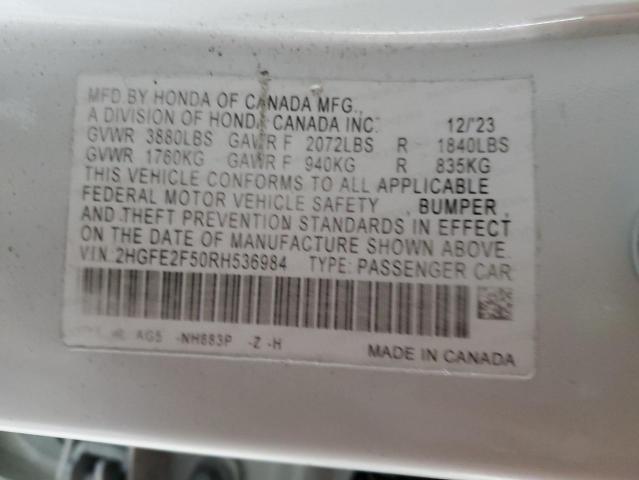 MFD.BY HONDA OF CANADA MFG.,
A DIVISION OF HONDA CANADA INC. 12/'23
GVWR 3880LBS GAWR F 2072LBS R 1840LBS
GVWR 1760KG GAWR F 940KG R 835KG
THIS VEHICLE CONFORMS TO ALL APPLICABLE
FEDERAL MOTOR VEHICLE SAFETY , BUMPER ,
AND THEFT PREVENTION STANDARDS IN EFFECT
ON THE DATE OF MANUFACTURE SHOWN ABOVE.
VIN:2HGFE2F50RH536984 TYPE: PASSENGER CAR
AG5 -NH883P -Z -H
MADE IN CANADA